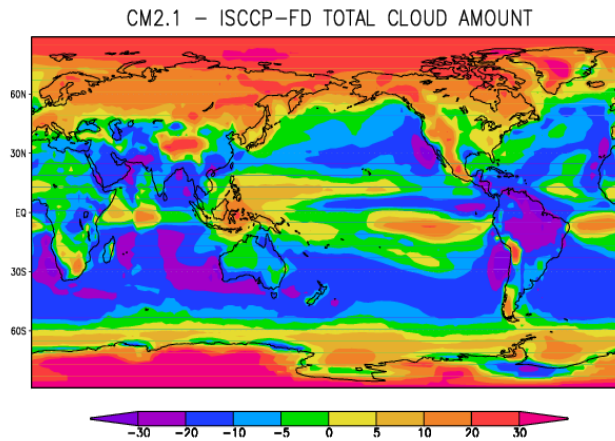 CM2.1 - ISCCP-FD TOTAL CLOUD AMOUNT
60N
30N
EQ
30S
60S
-30 -20 -10 -5 0 5 10 20 30